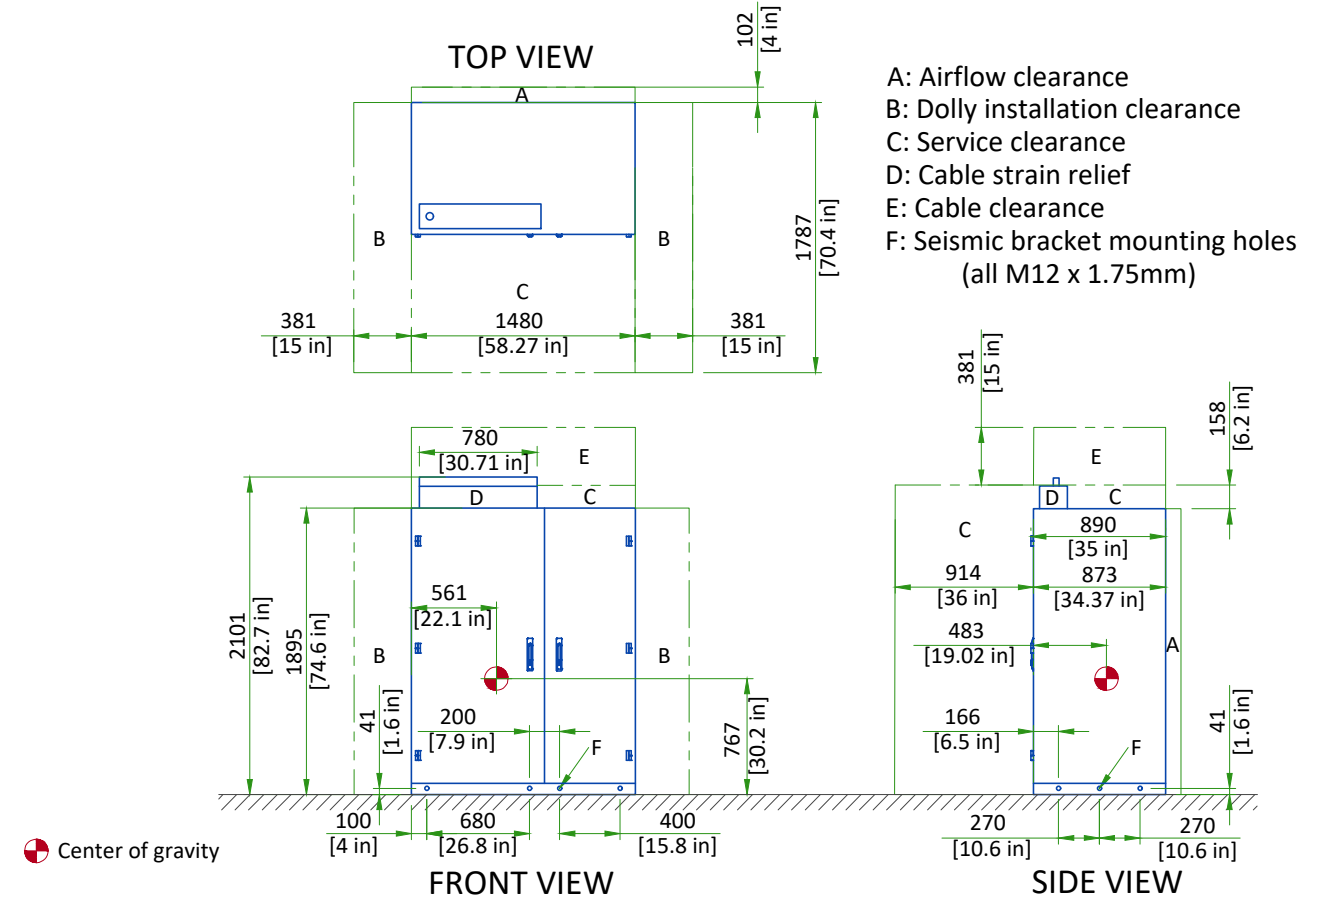 TOP VIEW
102
[4 in]
A
B
B
C
381
[15 in]
1480
[58.27 in]
381
[15 in]
1787
[70.4 in]
A: Airflow clearance
B: Dolly installation clearance
C: Service clearance
D: Cable strain relief
E: Cable clearance
F: Seismic bracket mounting holes
(all M12 x 1.75mm)
780
[30.71 in]
E
D
C
561
[22.1 in]
2101
[82.7 in]
1895
[74.6 in]
B
B
41
[1.6 in]
200
[7.9 in]
F
767
[30.2 in]
100
[4 in]
680
[26.8 in]
400
[15.8 in]
Center of gravity
FRONT VIEW
381
[15 in]
158
[6.2 in]
E
D
C
C
890
[35 in]
914
[36 in]
873
[34.37 in]
483
[19.02 in]
A
166
[6.5 in]
F
41
[1.6 in]
270
[10.6 in]
270
[10.6 in]
SIDE VIEW